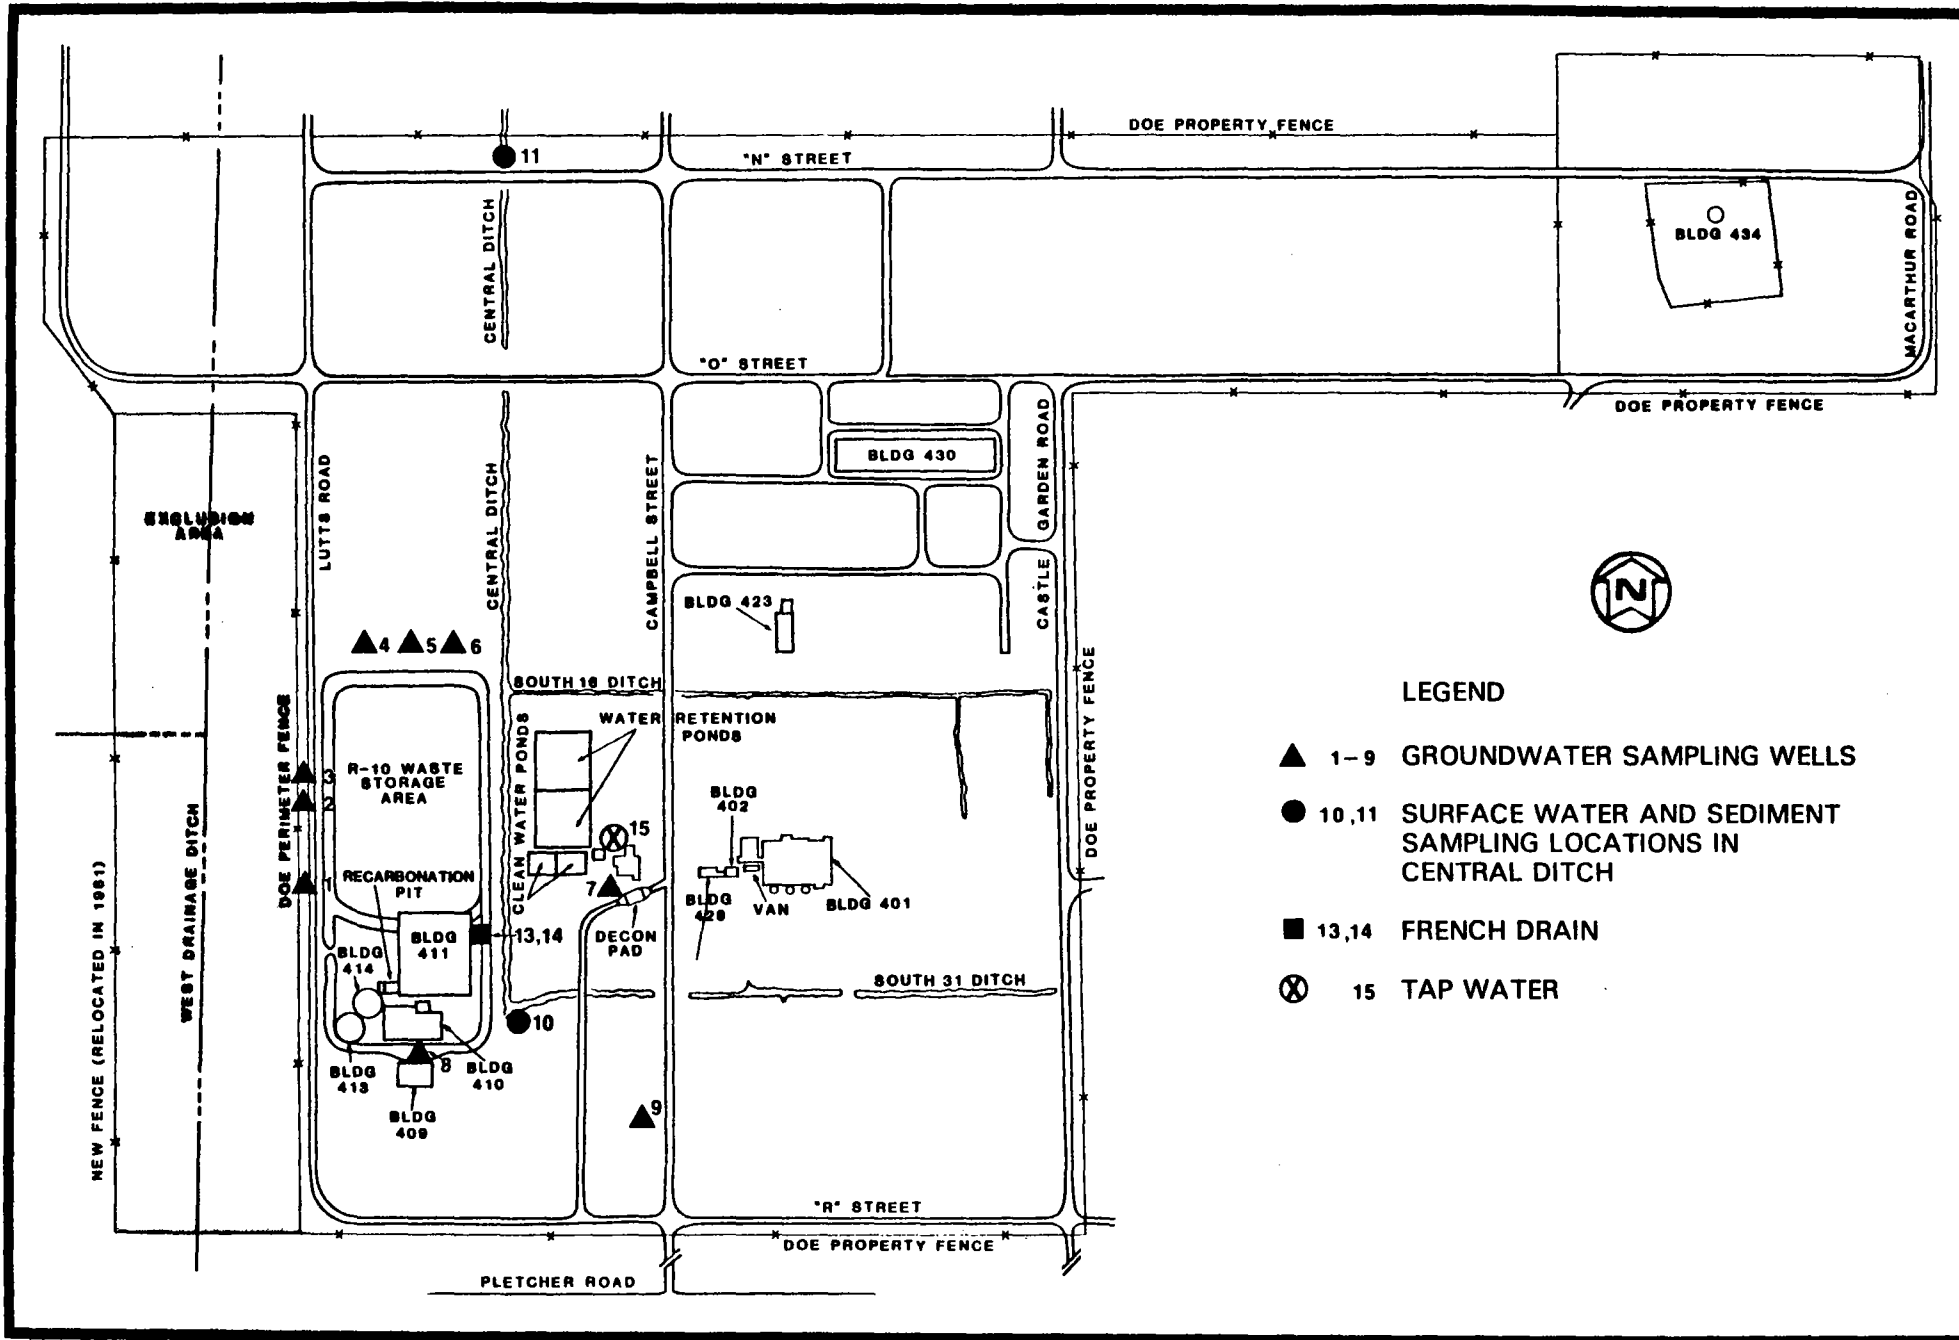 DOE PROPERTY FENCE
11
"N" STREET
CENTRAL DITCH
BLDG 434
MACARTHUR ROAD
"O" STREET
DOE PROPERTY FENCE
LUTTS ROAD
CENTRAL DITCH
CAMPBELL STREET
BLDG 430
CASTLE GARDEN ROAD
EXCLUSION
AREA
N
BLDG 423
4
5
6
SOUTH 16 DITCH
DOE PROPERTY FENCE
LEGEND
1-9 GROUNDWATER SAMPLING WELLS
10,11 SURFACE WATER AND SEDIMENT
SAMPLING LOCATIONS IN
CENTRAL DITCH
13,14 FRENCH DRAIN
X 15 TAP WATER
DOE PERIMETER FENCE
3
2
1
R-10 WASTE
STORAGE
AREA
CLEAN WATER PONDS
WATER RETENTION
PONDS
X 15
BLDG
402
RECARBONATION
PIT
7
BLDG
429
VAN
BLDG 401
NEW FENCE (RELOCATED IN 1981)
WEST DRAINAGE DITCH
BLDG
411
13,14
DECON
PAD
BLDG
414
SOUTH 31 DITCH
10
8
BLDG
413
BLDG
410
BLDG
409
9
"R" STREET
DOE PROPERTY FENCE
PLETCHER ROAD